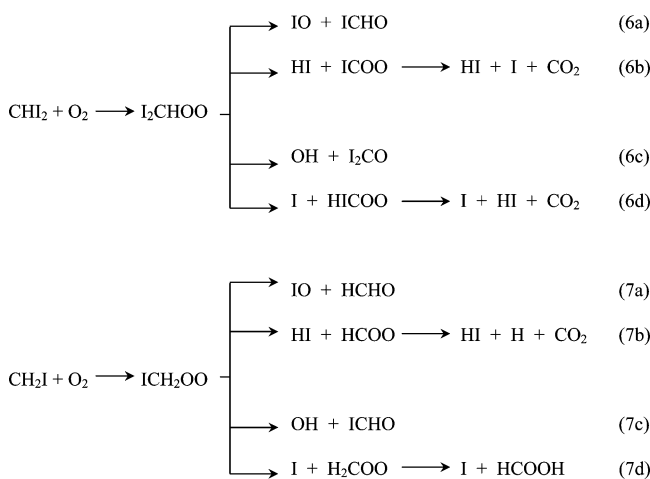 IO + ICHO (6a)
HI + ICOO ⟶ HI + I + CO₂ (6b)
CHI₂ + O₂ ⟶ I₂CHOO
OH + I₂CO (6c)
I + HICOO ⟶ I + HI + CO₂ (6d)
IO + HCHO (7a)
HI + HCOO ⟶ HI + H + CO₂ (7b)
CH₂I + O₂ ⟶ ICH₂OO
OH + ICHO (7c)
I + H₂COO ⟶ I + HCOOH (7d)